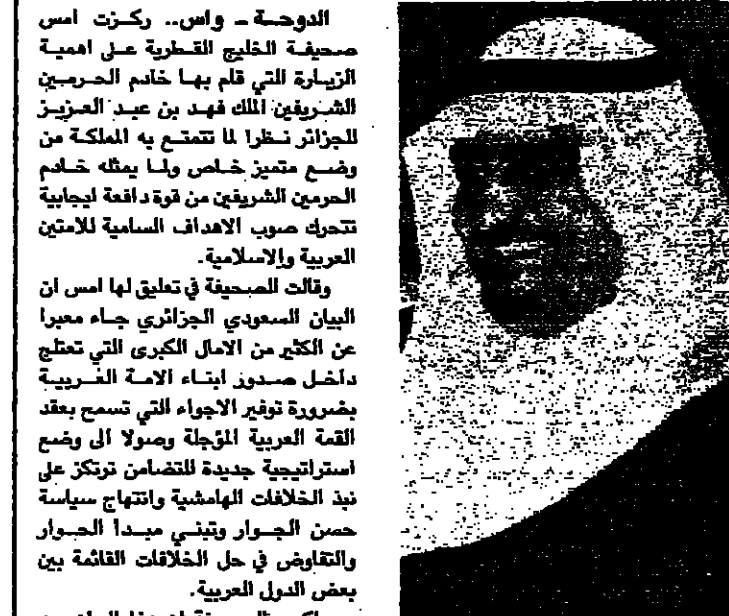 الدوحة ـ واس.. ركزت امس
صحيفة الخليج القطرية على اهمية
الزيارة التي قام بها خادم الحرمين
الشريفين الملك فهد بن عبد العزيز
للجزائر نظرا لما تتمتع به المملكة من
وضع متميز خاص ولما يمثله خادم
الحرمين الشريفين من قوة دافعة ايجابية
تتحرك صوب الاهداف السامية للامتين
العربية والاسلامية.
وقالت الصحيفة في تعليق لها امس ان
البيان السعودي الجزائري جاء معبرا
عن الكثير من الامال الكبرى التي تعتلج
داخل صدور ابناء الامة العربية
بضرورة توفير الاجواء التي تسمح بعقد
القمة العربية المؤجلة وصولا الى وضع
استراتيجية جديدة للتضامن ترتكز على
نبذ الخلافات الهامشية وانتهاج سياسة
حسن الجوار وتبني مبدأ الحوار
والتفاوض في حل الخلافات القائمة بين
بعض الدول العربية.